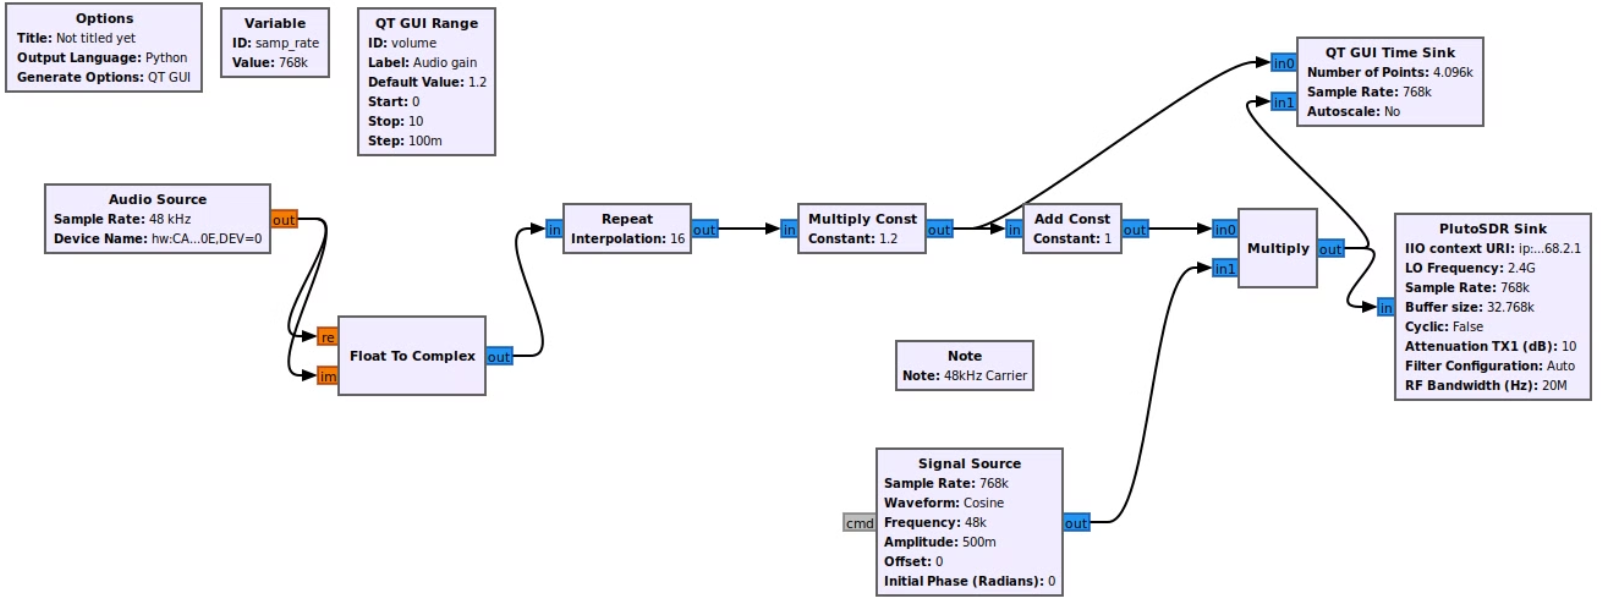 Options
Title: Not titled yet
Output Language: Python
Generate Options: QT GUI
Variable
ID: samp_rate
Value: 768k
QT GUI Range
ID: volume
Label: Audio gain
Default Value: 1.2
Start: 0
Stop: 10
Step: 100m
QT GUI Time Sink
Number of Points: 4.096k
Sample Rate: 768k
Autoscale: No
in0
in1
Audio Source
Sample Rate: 48 kHz
Device Name: hw:CA...0E,DEV=0
out
re
im
Float To Complex
out
in
Repeat
Interpolation: 16
out
in
Multiply Const
Constant: 1.2
out
in
Add Const
Constant: 1
out
in0
in1
Multiply
out
in
PlutoSDR Sink
IIO context URI: ip:...68.2.1
LO Frequency: 2.4G
Sample Rate: 768k
Buffer size: 32.768k
Cyclic: False
Attenuation TX1 (dB): 10
Filter Configuration: Auto
RF Bandwidth (Hz): 20M
Note
Note: 48kHz Carrier
cmd
Signal Source
Sample Rate: 768k
Waveform: Cosine
Frequency: 48k
Amplitude: 500m
Offset: 0
Initial Phase (Radians): 0
out